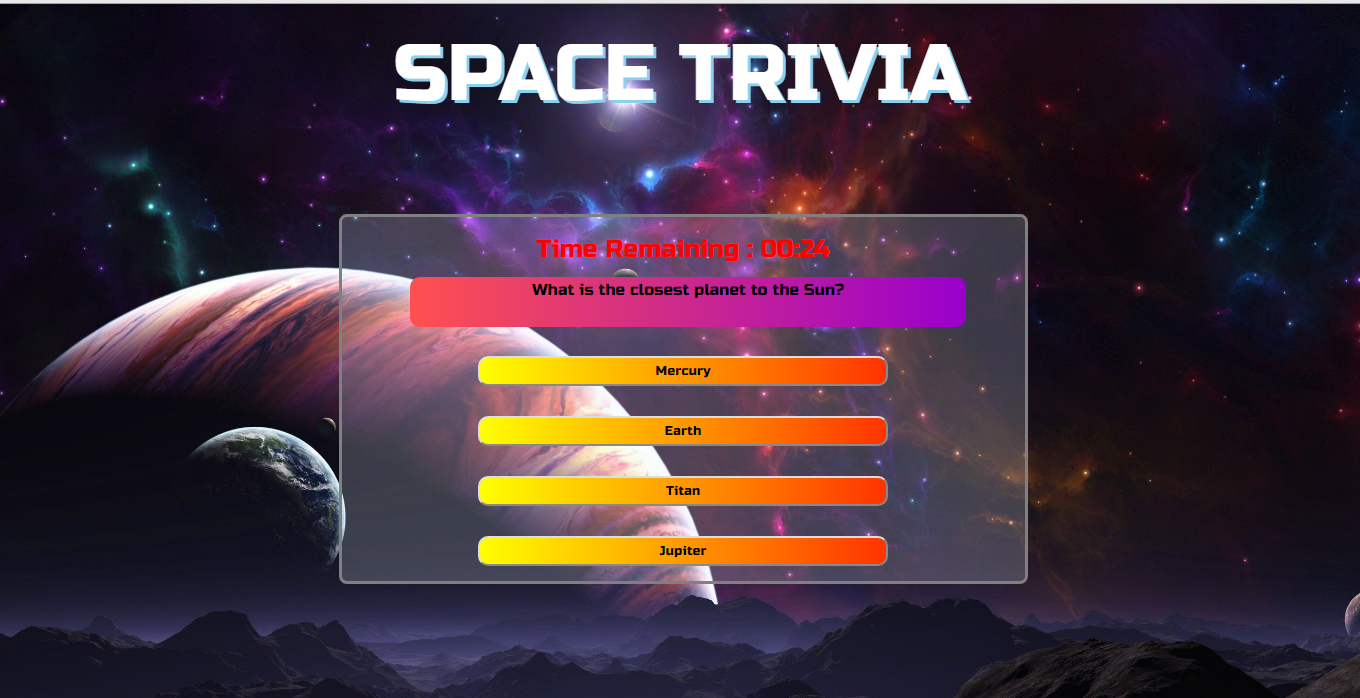 SPACE TRIVIA
Time Remaining : 00:24
What is the closest planet to the Sun?
Mercury
Earth
Titan
Jupiter